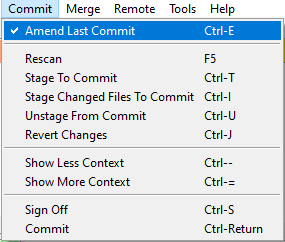 Commit Merge Remote Tools Help
✓ Amend Last Commit Ctrl-E
Rescan F5
Stage To Commit Ctrl-T
Stage Changed Files To Commit Ctrl-I
Unstage From Commit Ctrl-U
Revert Changes Ctrl-J
Show Less Context Ctrl--
Show More Context Ctrl-=
Sign Off Ctrl-S
Commit Ctrl-Return